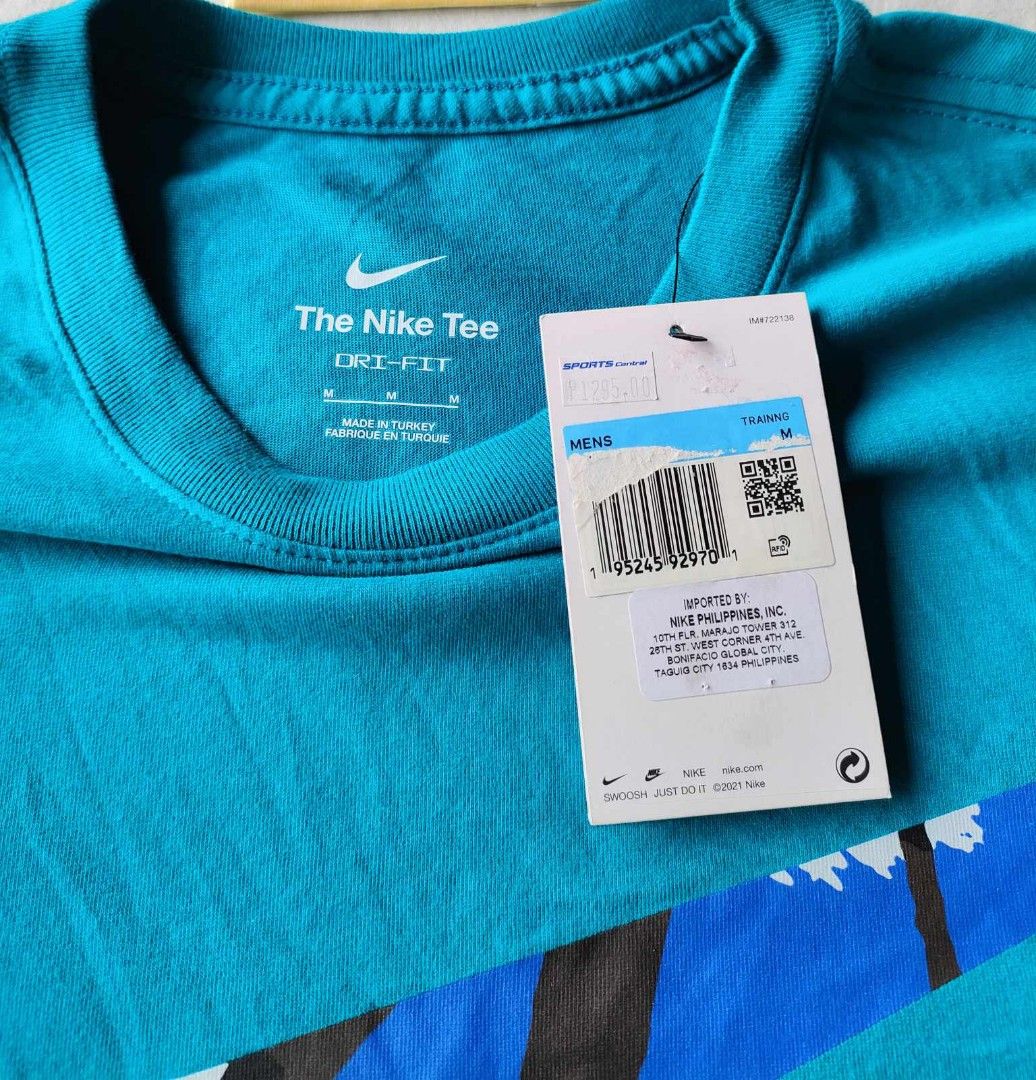 The Nike Tee
DRI-FIT
M M M
MADE IN TURKEY
FABRIQUE EN TURQUIE
IM#722138
SPORTS Central
₱1295.00
TRAINNG
MENS M
RFID
1 95245 92970 1
IMPORTED BY:
NIKE PHILIPPINES, INC.
10TH FLR. MARAJO TOWER 312
26TH ST. WEST CORNER 4TH AVE.
BONIFACIO GLOBAL CITY.
TAGUIG CITY 1634 PHILIPPINES
NIKE nike.com
SWOOSH JUST DO IT ©2021 Nike